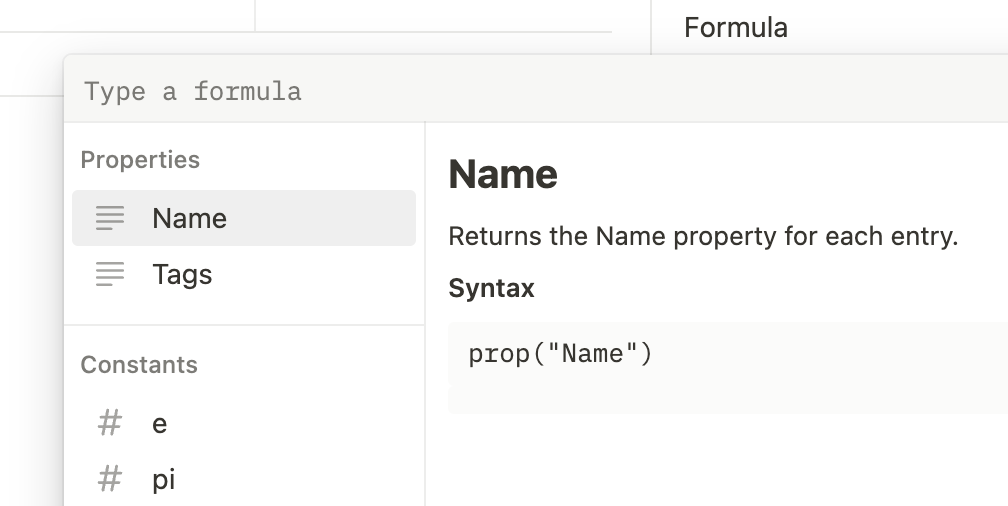 Formula
Type a formula
Properties
Name
Tags
Constants
# e
# pi
Name
Returns the Name property for each entry.
Syntax
prop("Name")